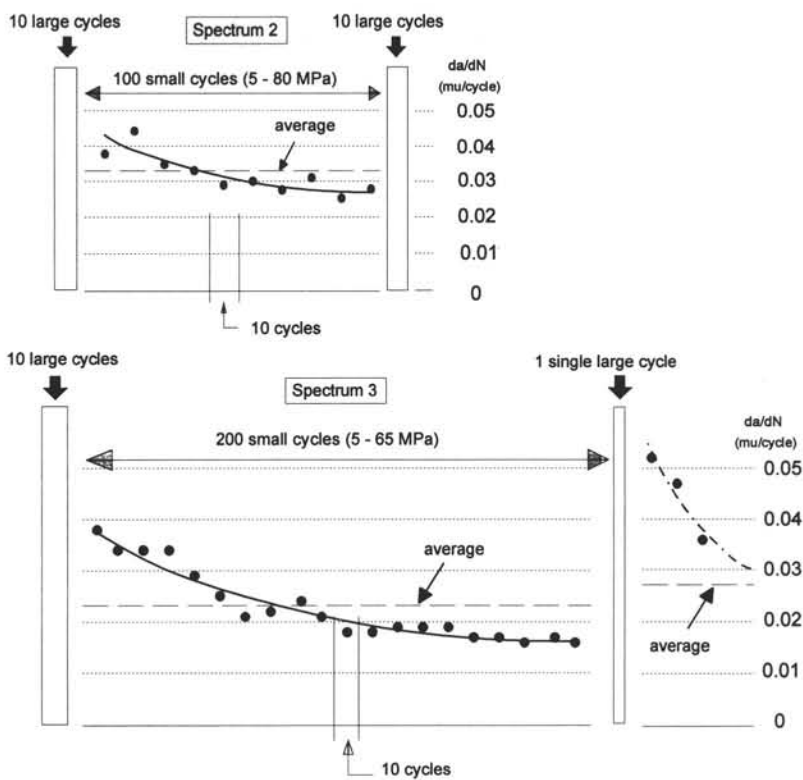 10 large cycles
Spectrum 2
10 large cycles
100 small cycles (5 - 80 MPa)
da/dN
(mu/cycle)
average
0.05
0.04
0.03
0.02
0.01
0
10 cycles
10 large cycles
Spectrum 3
1 single large cycle
200 small cycles (5 - 65 MPa)
da/dN
(mu/cycle)
average
0.05
0.04
0.03
0.02
0.01
0
average
10 cycles